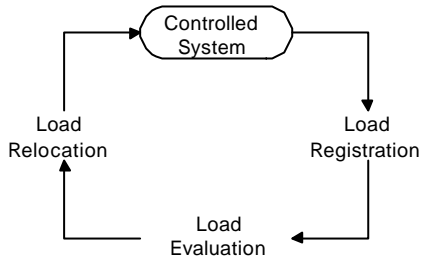 Controlled
System
Load
Relocation
Load
Registration
Load
Evaluation